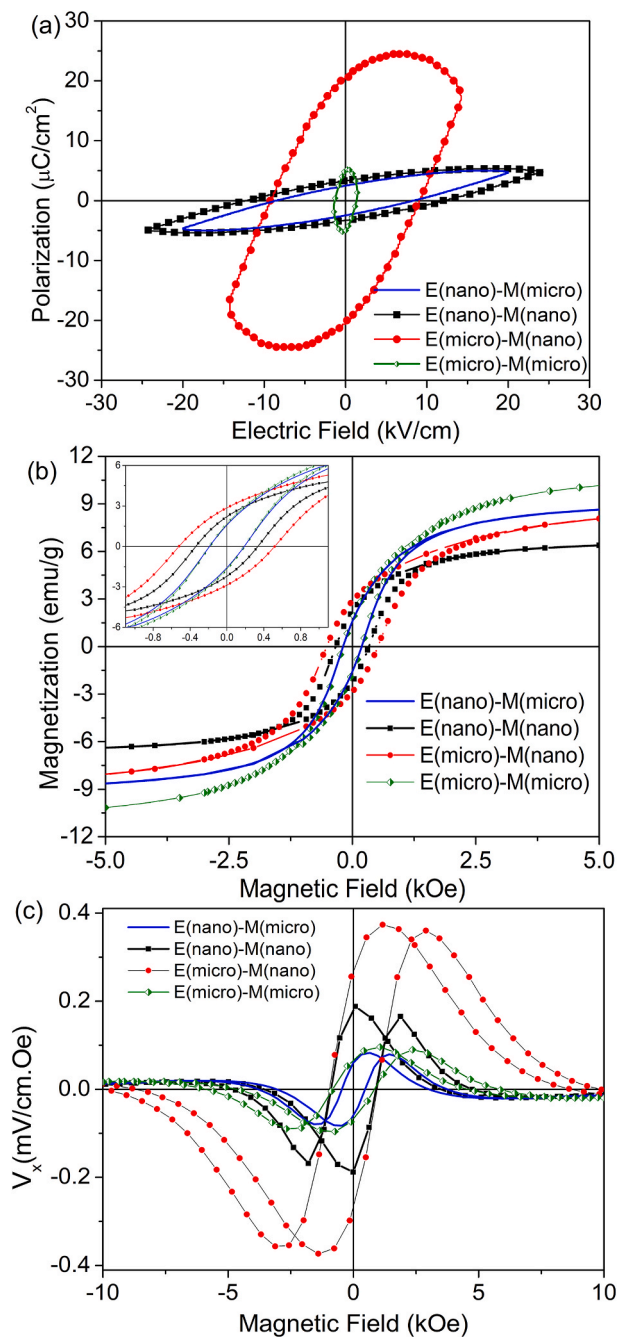 (a)
30
20
10
0
-10
-20
-30
Polarization (μC/cm²)
E(nano)-M(micro)
E(nano)-M(nano)
E(micro)-M(nano)
E(micro)-M(micro)
-30 -20 -10 0 10 20 30
Electric Field (kV/cm)
(b)
12
9
6
3
0
-3
-6
-9
-12
Magnetization (emu/g)
6
3
0
-3
-6
-0.8 -0.4 0.0 0.4 0.8
E(nano)-M(micro)
E(nano)-M(nano)
E(micro)-M(nano)
E(micro)-M(micro)
-5.0 -2.5 0.0 2.5 5.0
Magnetic Field (kOe)
(c)
0.4
0.2
0.0
-0.2
-0.4
Vx(mV/cm.Oe)
E(nano)-M(micro)
E(nano)-M(nano)
E(micro)-M(nano)
E(micro)-M(micro)
-10 -5 0 5 10
Magnetic Field (kOe)